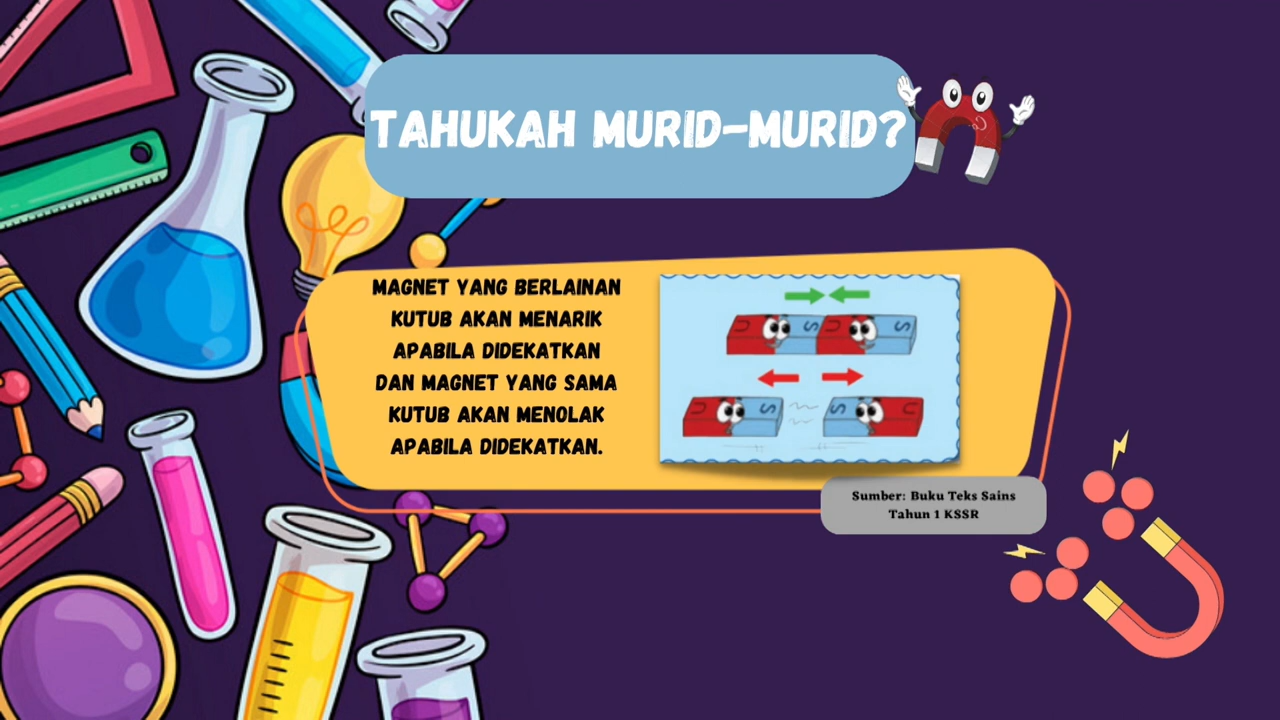 TAHUKAH MURID-MURID?
MAGNET YANG BERLAINAN
KUTUB AKAN MENARIK
APABILA DIDEKATKAN
DAN MAGNET YANG SAMA
KUTUB AKAN MENOLAK
APABILA DIDEKATKAN.
U S U S
U S S U
Sumber: Buku Teks Sains
Tahun 1 KSSR